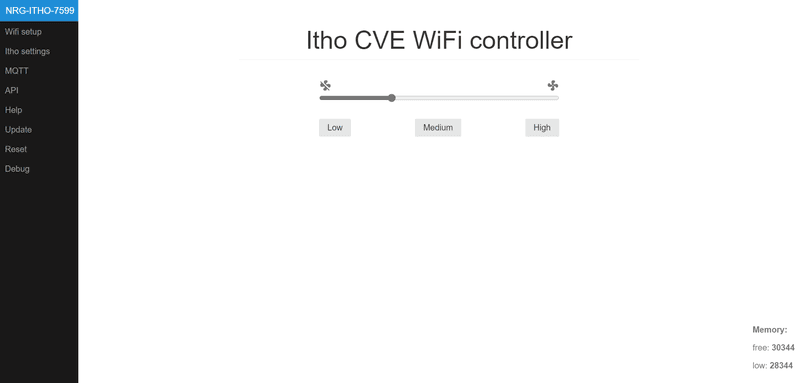 NRG-ITHO-7599
Wifi setup
Itho settings
MQTT
API
Help
Update
Reset
Debug
Itho CVE WiFi controller
Low
Medium
High
Memory:
free: 30344
low: 28344